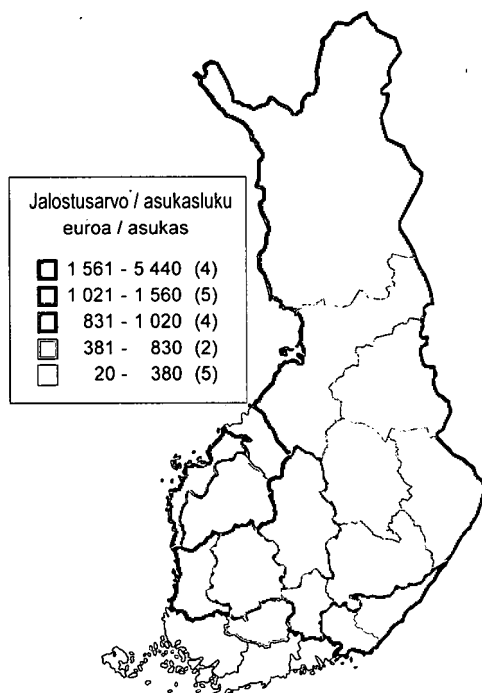 Jalostusarvo / asukasluku
euroa / asukas
1 561 - 5 440 (4)
1 021 - 1 560 (5)
831 - 1 020 (4)
381 - 830 (2)
20 - 380 (5)